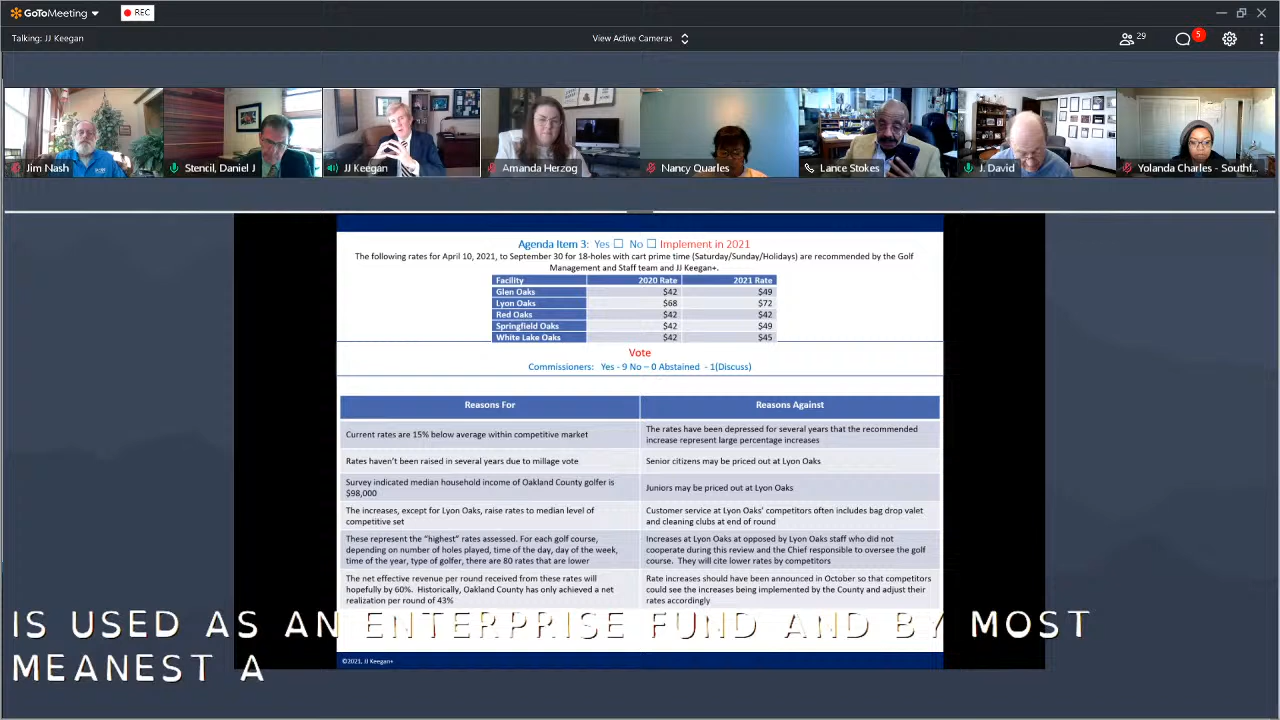 GoToMeeting
REC
Talking: JJ Keegan
View Active Cameras
29
5
Jim Nash
Stencil, Daniel J
JJ Keegan
Amanda Herzog
Nancy Quarles
Lance Stokes
J. David
Yolanda Charles - Southf...
Agenda Item 3: Yes ☐ No ☐ Implement in 2021
The following rates for April 10, 2021, to September 30 for 18-holes with cart prime time (Saturday/Sunday/Holidays) are recommended by the Golf
Management and Staff team and JJ Keegan+.
Facility 2020 Rate 2021 Rate
Glen Oaks $42 $49
Lyon Oaks $68 $72
Red Oaks $42 $42
Springfield Oaks $42 $49
White Lake Oaks $42 $45
Vote
Commissioners: Yes - 9 No – 0 Abstained - 1(Discuss)
Reasons For
Reasons Against
Current rates are 15% below average within competitive market
The rates have been depressed for several years that the recommended
increase represent large percentage increases
Rates haven't been raised in several years due to millage vote
Senior citizens may be priced out at Lyon Oaks
Survey indicated median household income of Oakland County golfer is
$98,000
Juniors may be priced out at Lyon Oaks
The increases, except for Lyon Oaks, raise rates to median level of
competitive set
Customer service at Lyon Oaks' competitors often includes bag drop valet
and cleaning clubs at end of round
These represent the "highest" rates assessed. For each golf course,
depending on number of holes played, time of the day, day of the week,
time of the year, type of golfer, there are 80 rates that are lower
Increases at Lyon Oaks at opposed by Lyon Oaks staff who did not
cooperate during this review and the Chief responsible to oversee the golf
course. They will cite lower rates by competitors
The net effective revenue per round received from these rates will
hopefully by 60%. Historically, Oakland County has only achieved a net
realization per round of 43%
Rate increases should have been announced in October so that competitors
could see the increases being implemented by the County and adjust their
rates accordingly
IS USED AS AN ENTERPRISE FUND AND BY MOST
MEANEST A
©2021, JJ Keegan+